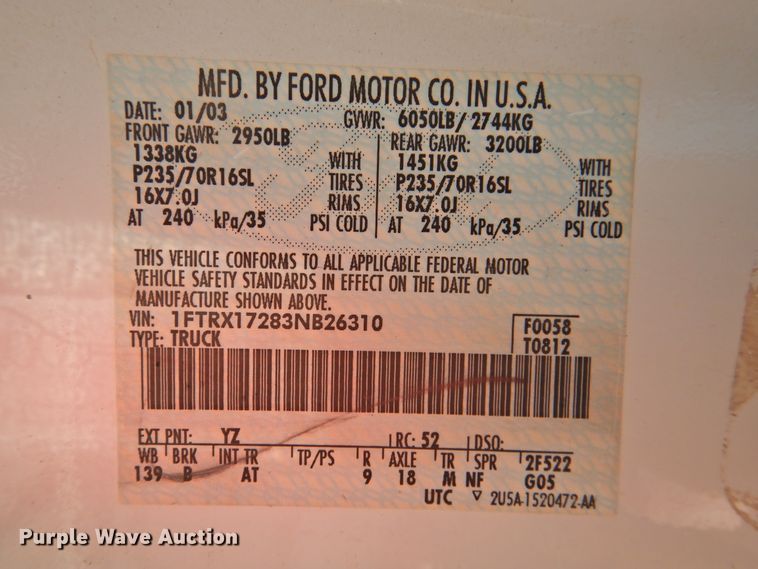 MFD. BY FORD MOTOR CO. IN U.S.A.
DATE: 01/03 GVWR: 6050LB/ 2744KG
FRONT GAWR: 2950LB REAR GAWR: 3200LB
1338KG WITH 1451KG WITH
P235/70R16SL TIRES P235/70R16SL TIRES
16X7.0J RIMS 16X7.0J RIMS
AT 240 kPa/35 PSI COLD AT 240 kPa/35 PSI COLD
THIS VEHICLE CONFORMS TO ALL APPLICABLE FEDERAL MOTOR
VEHICLE SAFETY STANDARDS IN EFFECT ON THE DATE OF
MANUFACTURE SHOWN ABOVE.
VIN: 1FTRX17283NB26310 F0058
TYPE: TRUCK T0812
EXT PNT: YZ RC: 52 DSO:
WB BRK INT TR TP/PS R AXLE TR SPR 2F522
139 B AT 9 18 M NF G05
UTC ▽ 2U5A-1520472-AA
Purple Wave Auction